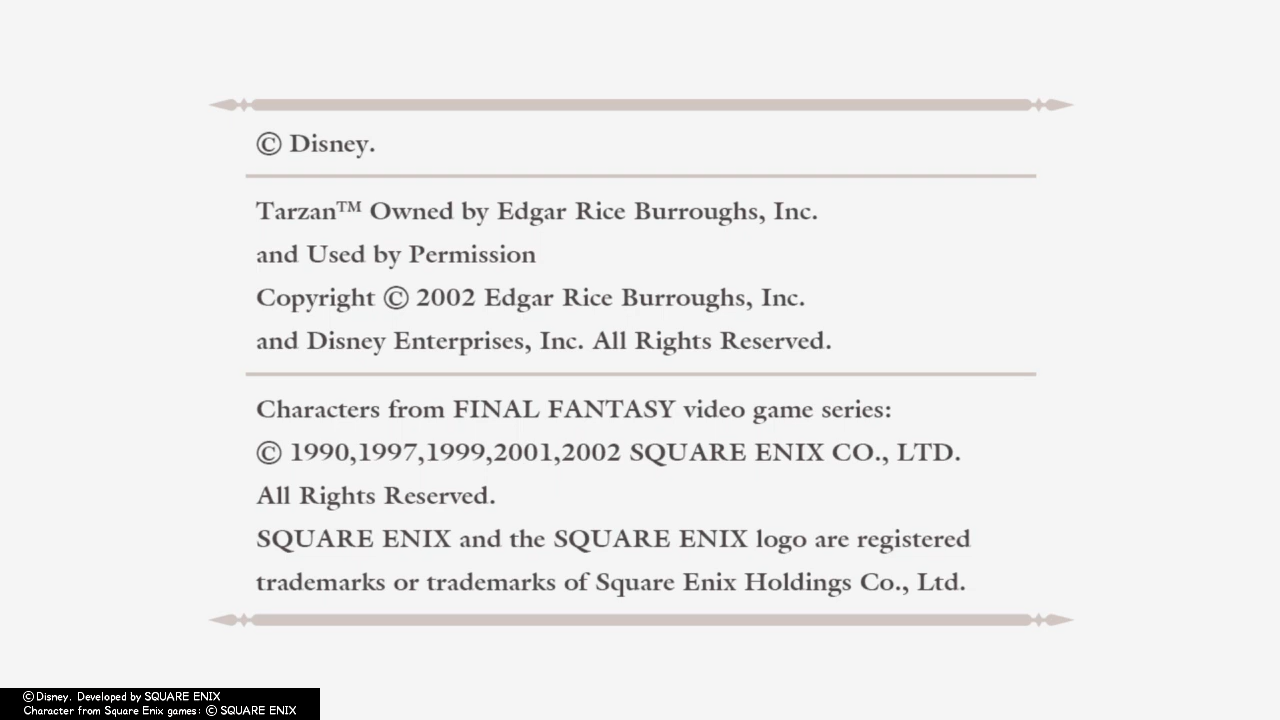 © Disney.
Tarzan™ Owned by Edgar Rice Burroughs, Inc.
and Used by Permission
Copyright © 2002 Edgar Rice Burroughs, Inc.
and Disney Enterprises, Inc. All Rights Reserved.
Characters from FINAL FANTASY video game series:
© 1990,1997,1999,2001,2002 SQUARE ENIX CO., LTD.
All Rights Reserved.
SQUARE ENIX and the SQUARE ENIX logo are registered
trademarks or trademarks of Square Enix Holdings Co., Ltd.
© Disney. Developed by SQUARE ENIX
Character from Square Enix games: © SQUARE ENIX